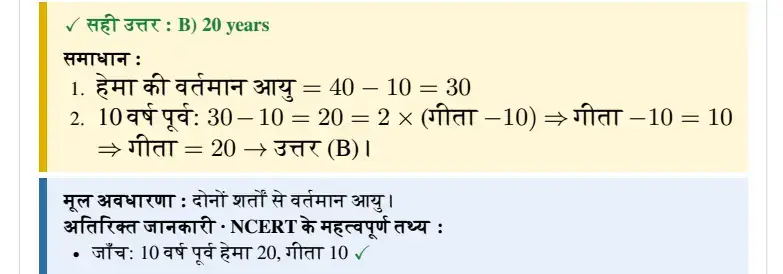 ✓ सही उत्तर : B) 20 years
समाधान :
1. हेमा की वर्तमान आयु = 40 − 10 = 30
2. 10 वर्ष पूर्व: 30 − 10 = 20 = 2 × (गीता −10) ⇒ गीता −10 = 10
⇒ गीता = 20 → उत्तर (B)।
मूल अवधारणा : दोनों शर्तों से वर्तमान आयु।
अतिरिक्त जानकारी · NCERT के महत्वपूर्ण तथ्य :
• जाँच: 10 वर्ष पूर्व हेमा 20, गीता 10 ✓